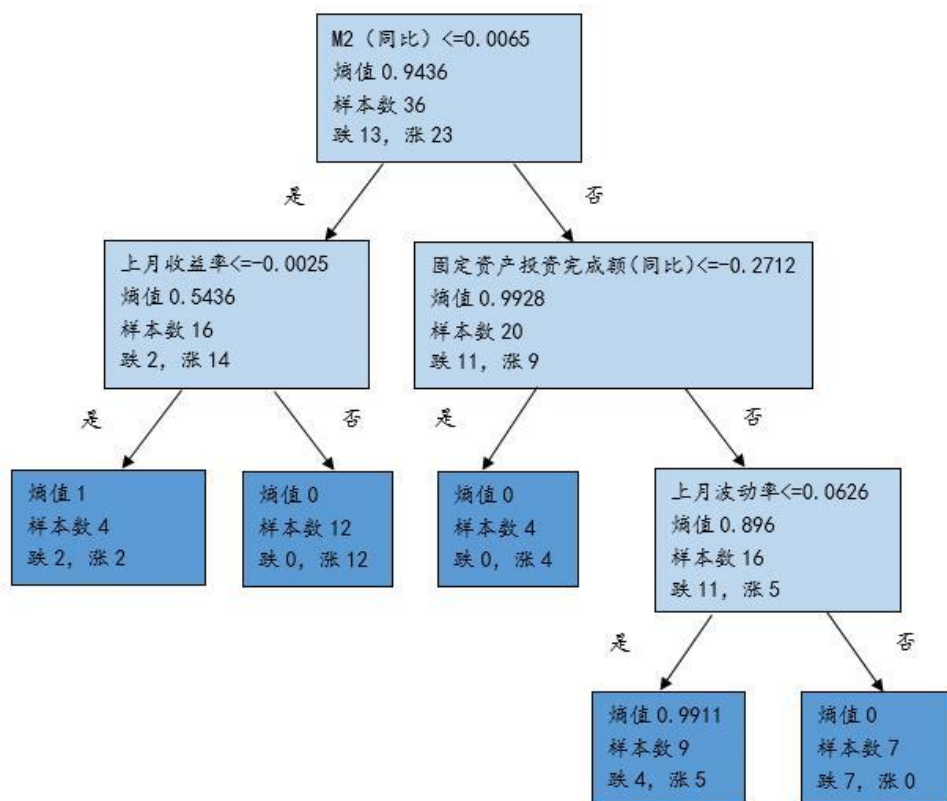 M2（同比）<=0.0065
熵值 0.9436
样本数 36
跌 13, 涨 23
是
否
上月收益率<=-0.0025
熵值 0.5436
样本数 16
跌 2, 涨 14
固定资产投资完成额(同比)<=-0.2712
熵值 0.9928
样本数 20
跌 11, 涨 9
是
否
是
否
熵值 1
样本数 4
跌 2, 涨 2
熵值 0
样本数 12
跌 0, 涨 12
熵值 0
样本数 4
跌 0, 涨 4
上月波动率<=0.0626
熵值 0.896
样本数 16
跌 11, 涨 5
是
否
熵值 0.9911
样本数 9
跌 4, 涨 5
熵值 0
样本数 7
跌 7, 涨 0